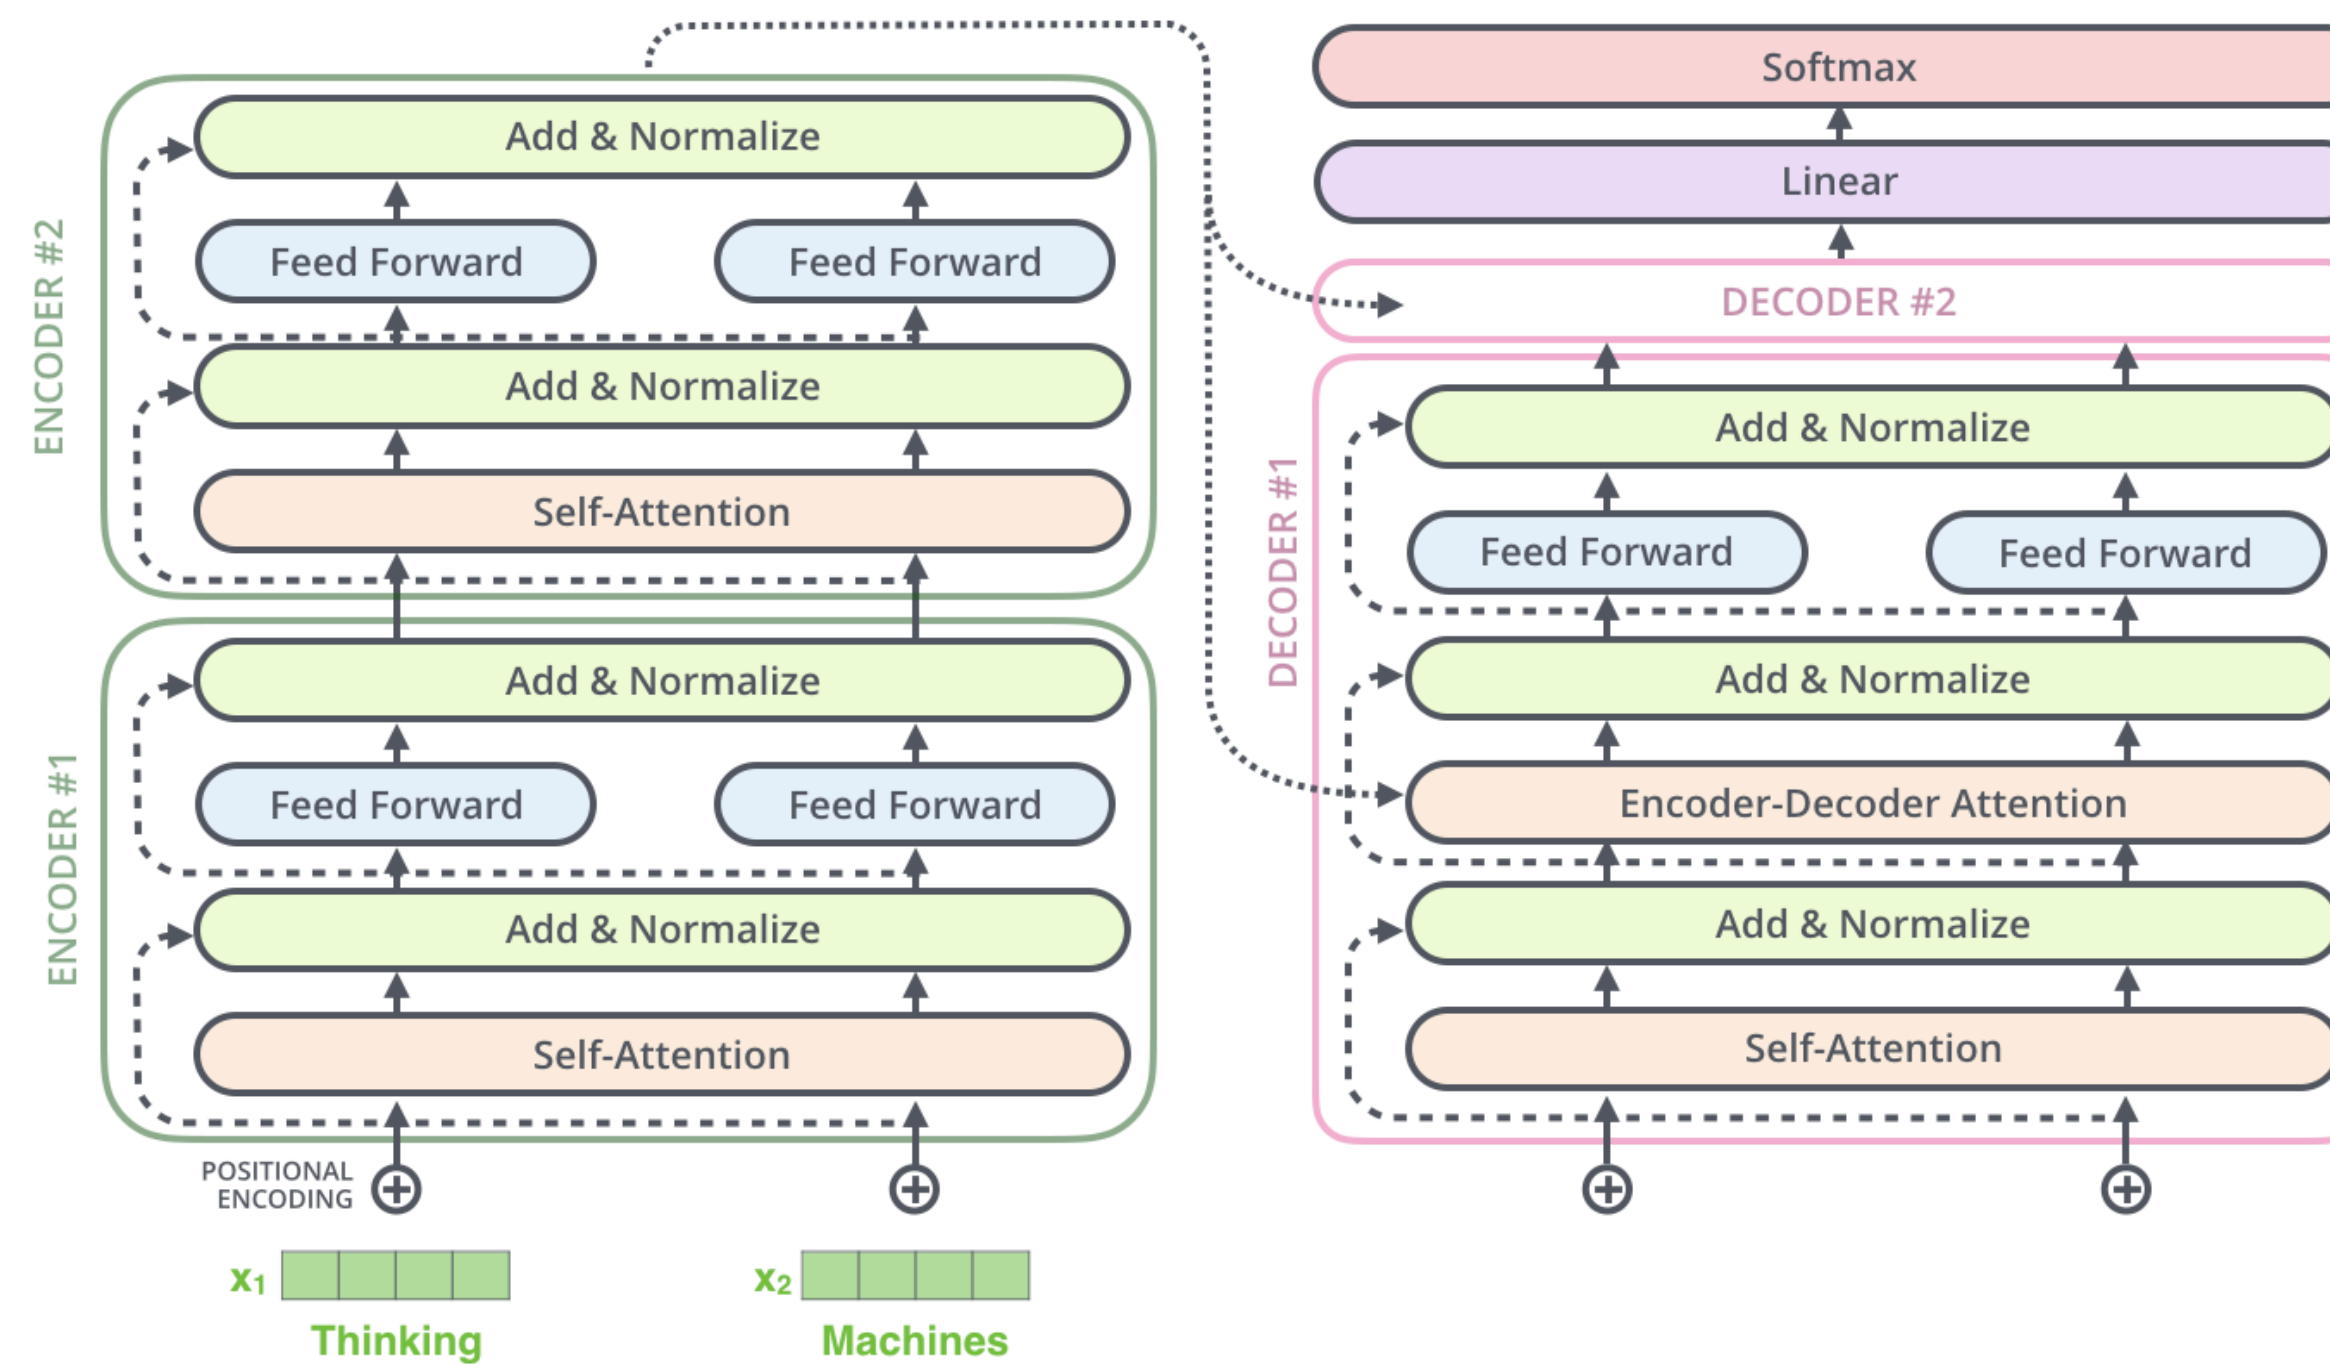 ENCODER #2
Add & Normalize
Feed Forward
Feed Forward
Add & Normalize
Self-Attention
ENCODER #1
Add & Normalize
Feed Forward
Feed Forward
Add & Normalize
Self-Attention
POSITIONAL
ENCODING
x1
x2
Thinking
Machines
Softmax
Linear
DECODER #2
DECODER #1
Add & Normalize
Feed Forward
Feed Forward
Add & Normalize
Encoder-Decoder Attention
Add & Normalize
Self-Attention